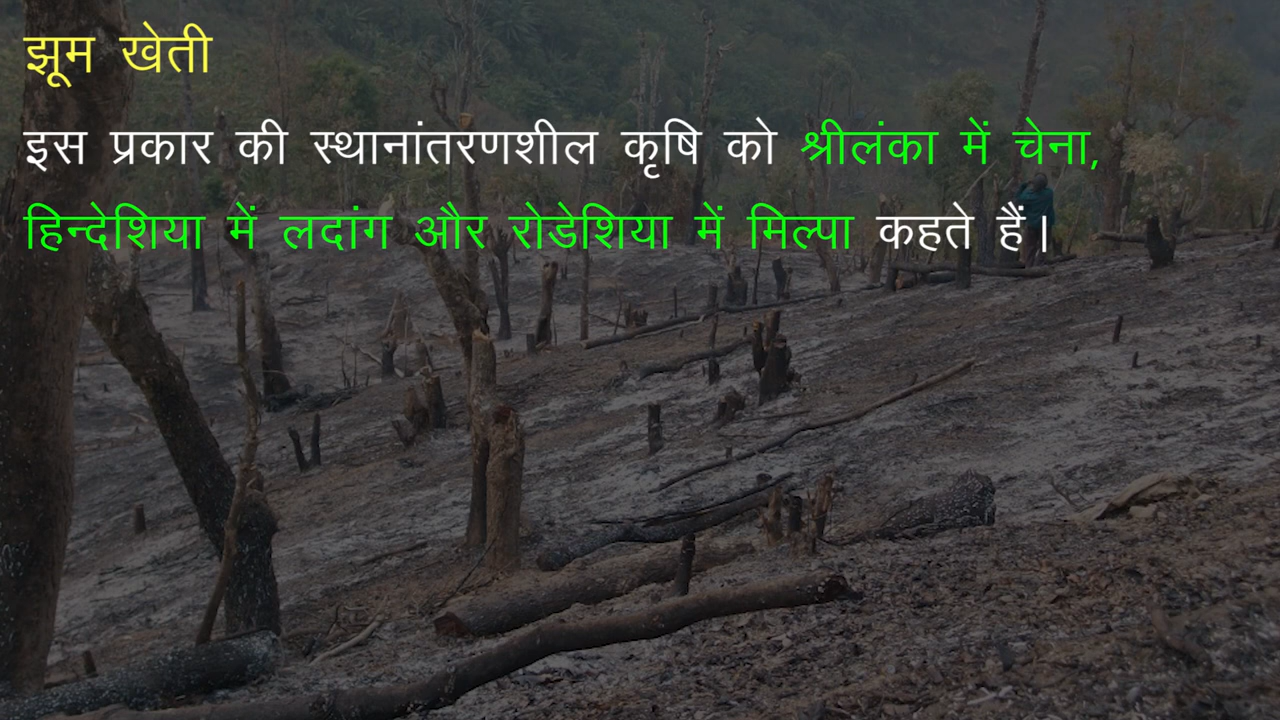 झूम खेती
इस प्रकार की स्थानांतरणशील कृषि को श्रीलंका में चेना,
हिन्देशिया में लदांग और रोडेशिया में मिल्पा कहते हैं।